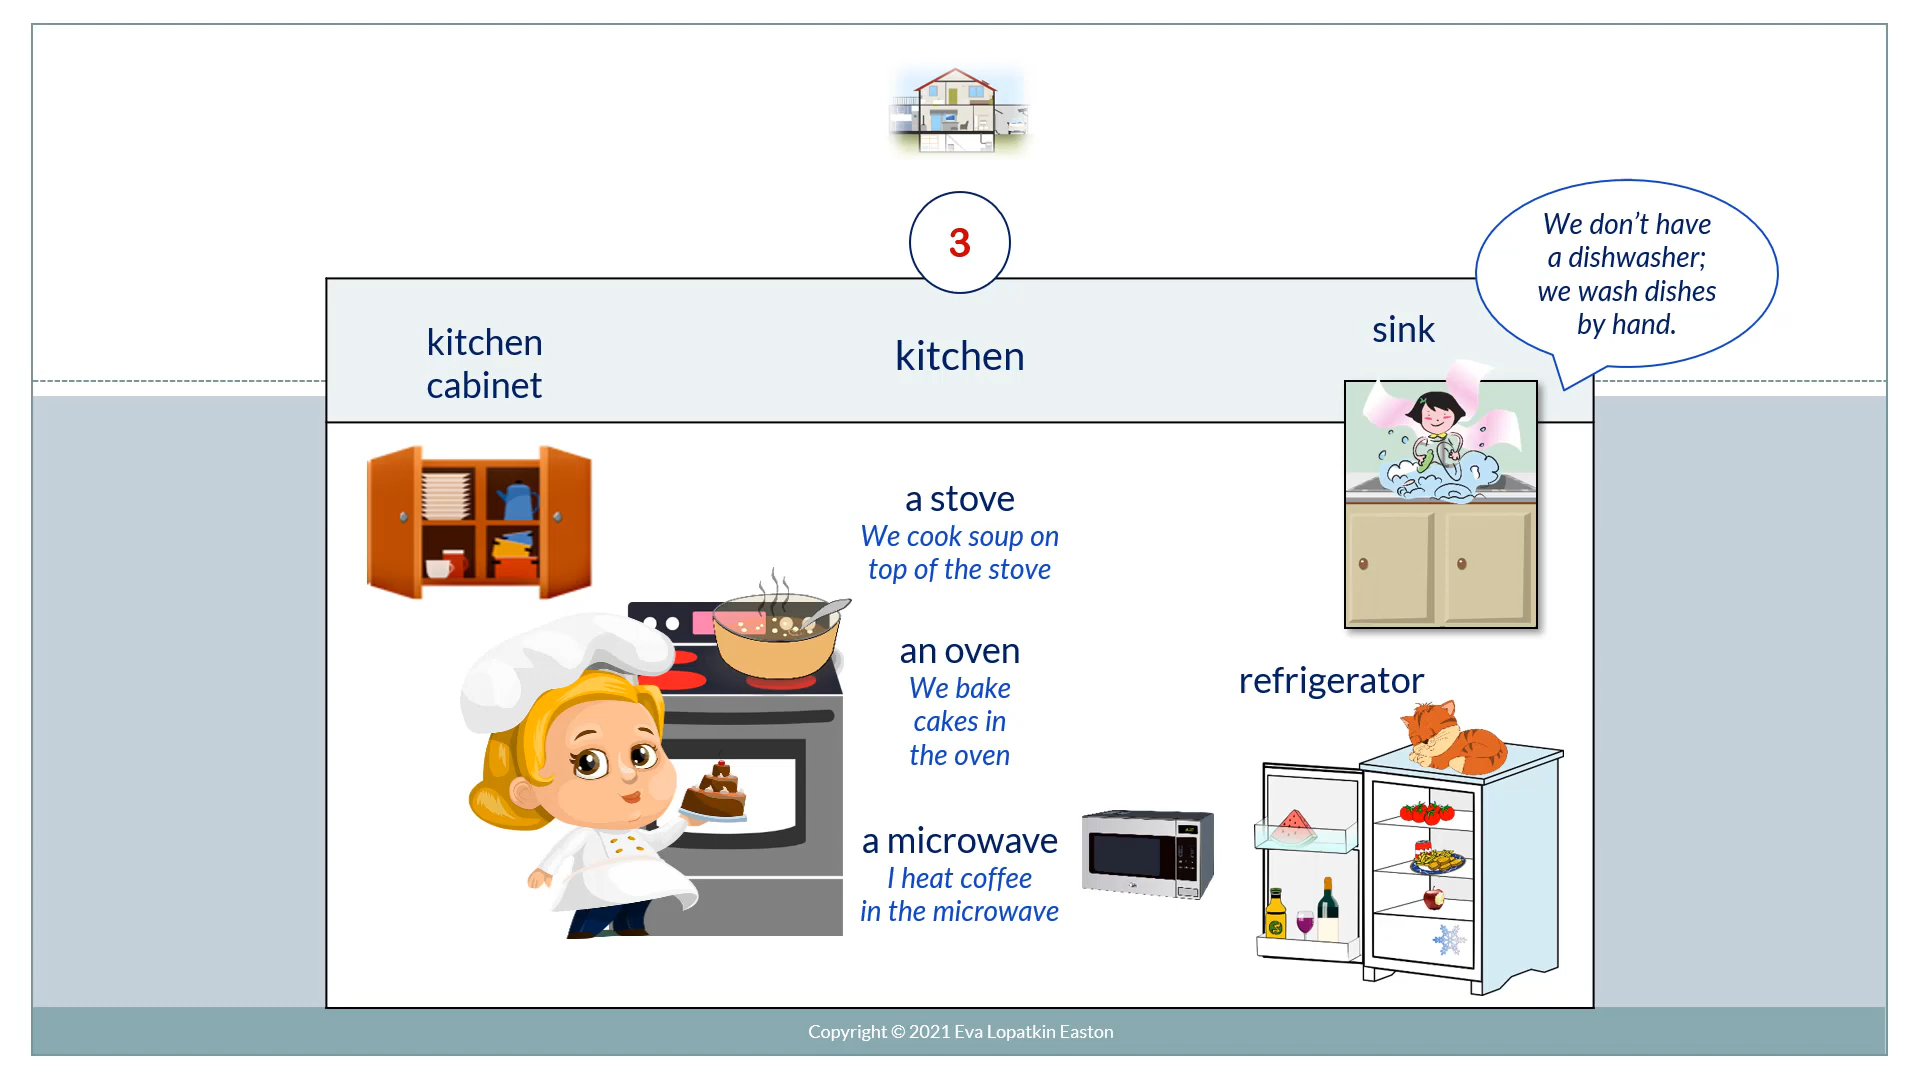 3
We don’t have
a dishwasher;
we wash dishes
by hand.
kitchen
cabinet
kitchen
sink
a stove
We cook soup on
top of the stove
an oven
We bake
cakes in
the oven
refrigerator
a microwave
I heat coffee
in the microwave
Copyright © 2021 Eva Lopatkin Easton